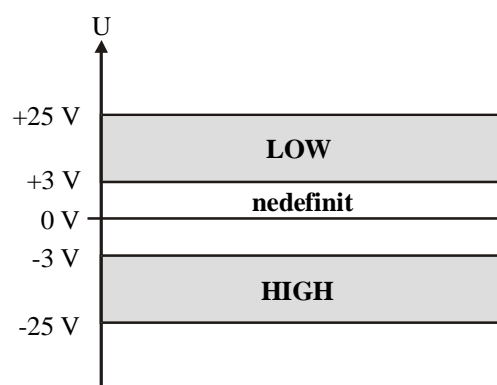 U
+25 V
LOW
+3 V
nedefinit
0 V
-3 V
HIGH
-25 V